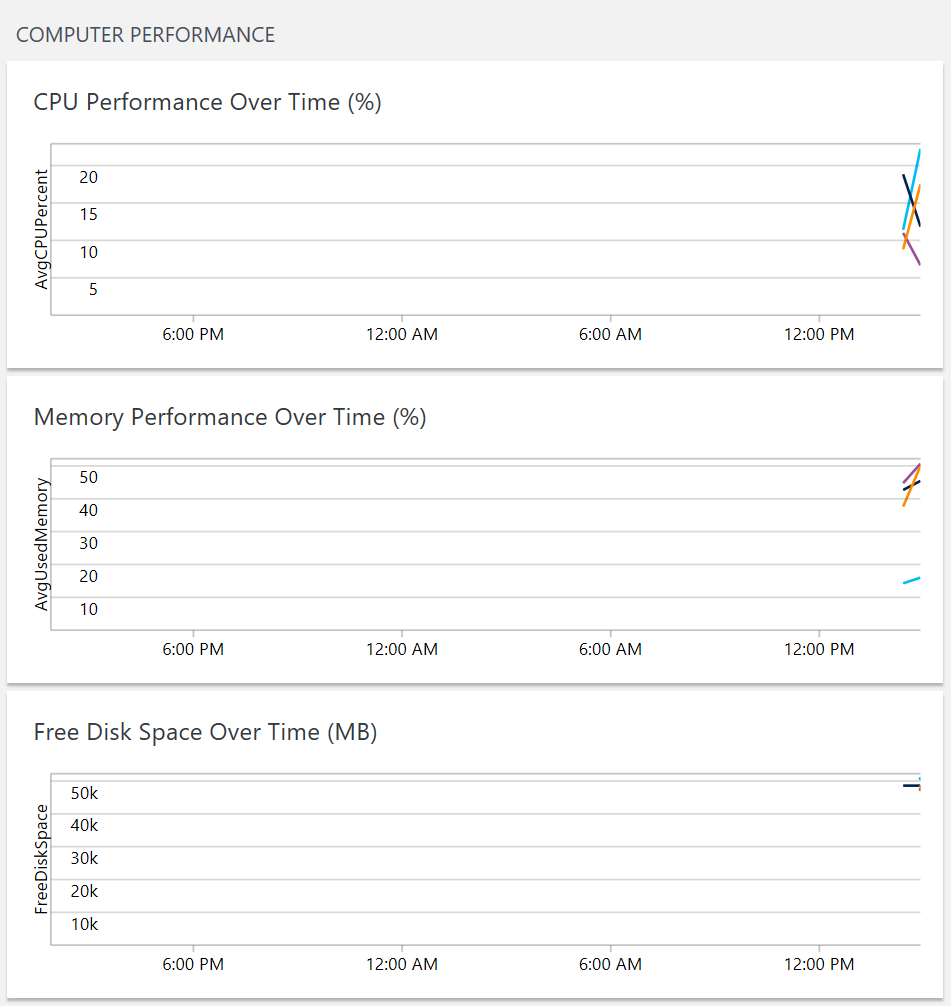 COMPUTER PERFORMANCE
CPU Performance Over Time (%)
AvgCPUPercent
20
15
10
5
6:00 PM 12:00 AM 6:00 AM 12:00 PM
Memory Performance Over Time (%)
AvgUsedMemory
50
40
30
20
10
6:00 PM 12:00 AM 6:00 AM 12:00 PM
Free Disk Space Over Time (MB)
FreeDiskSpace
50k
40k
30k
20k
10k
6:00 PM 12:00 AM 6:00 AM 12:00 PM